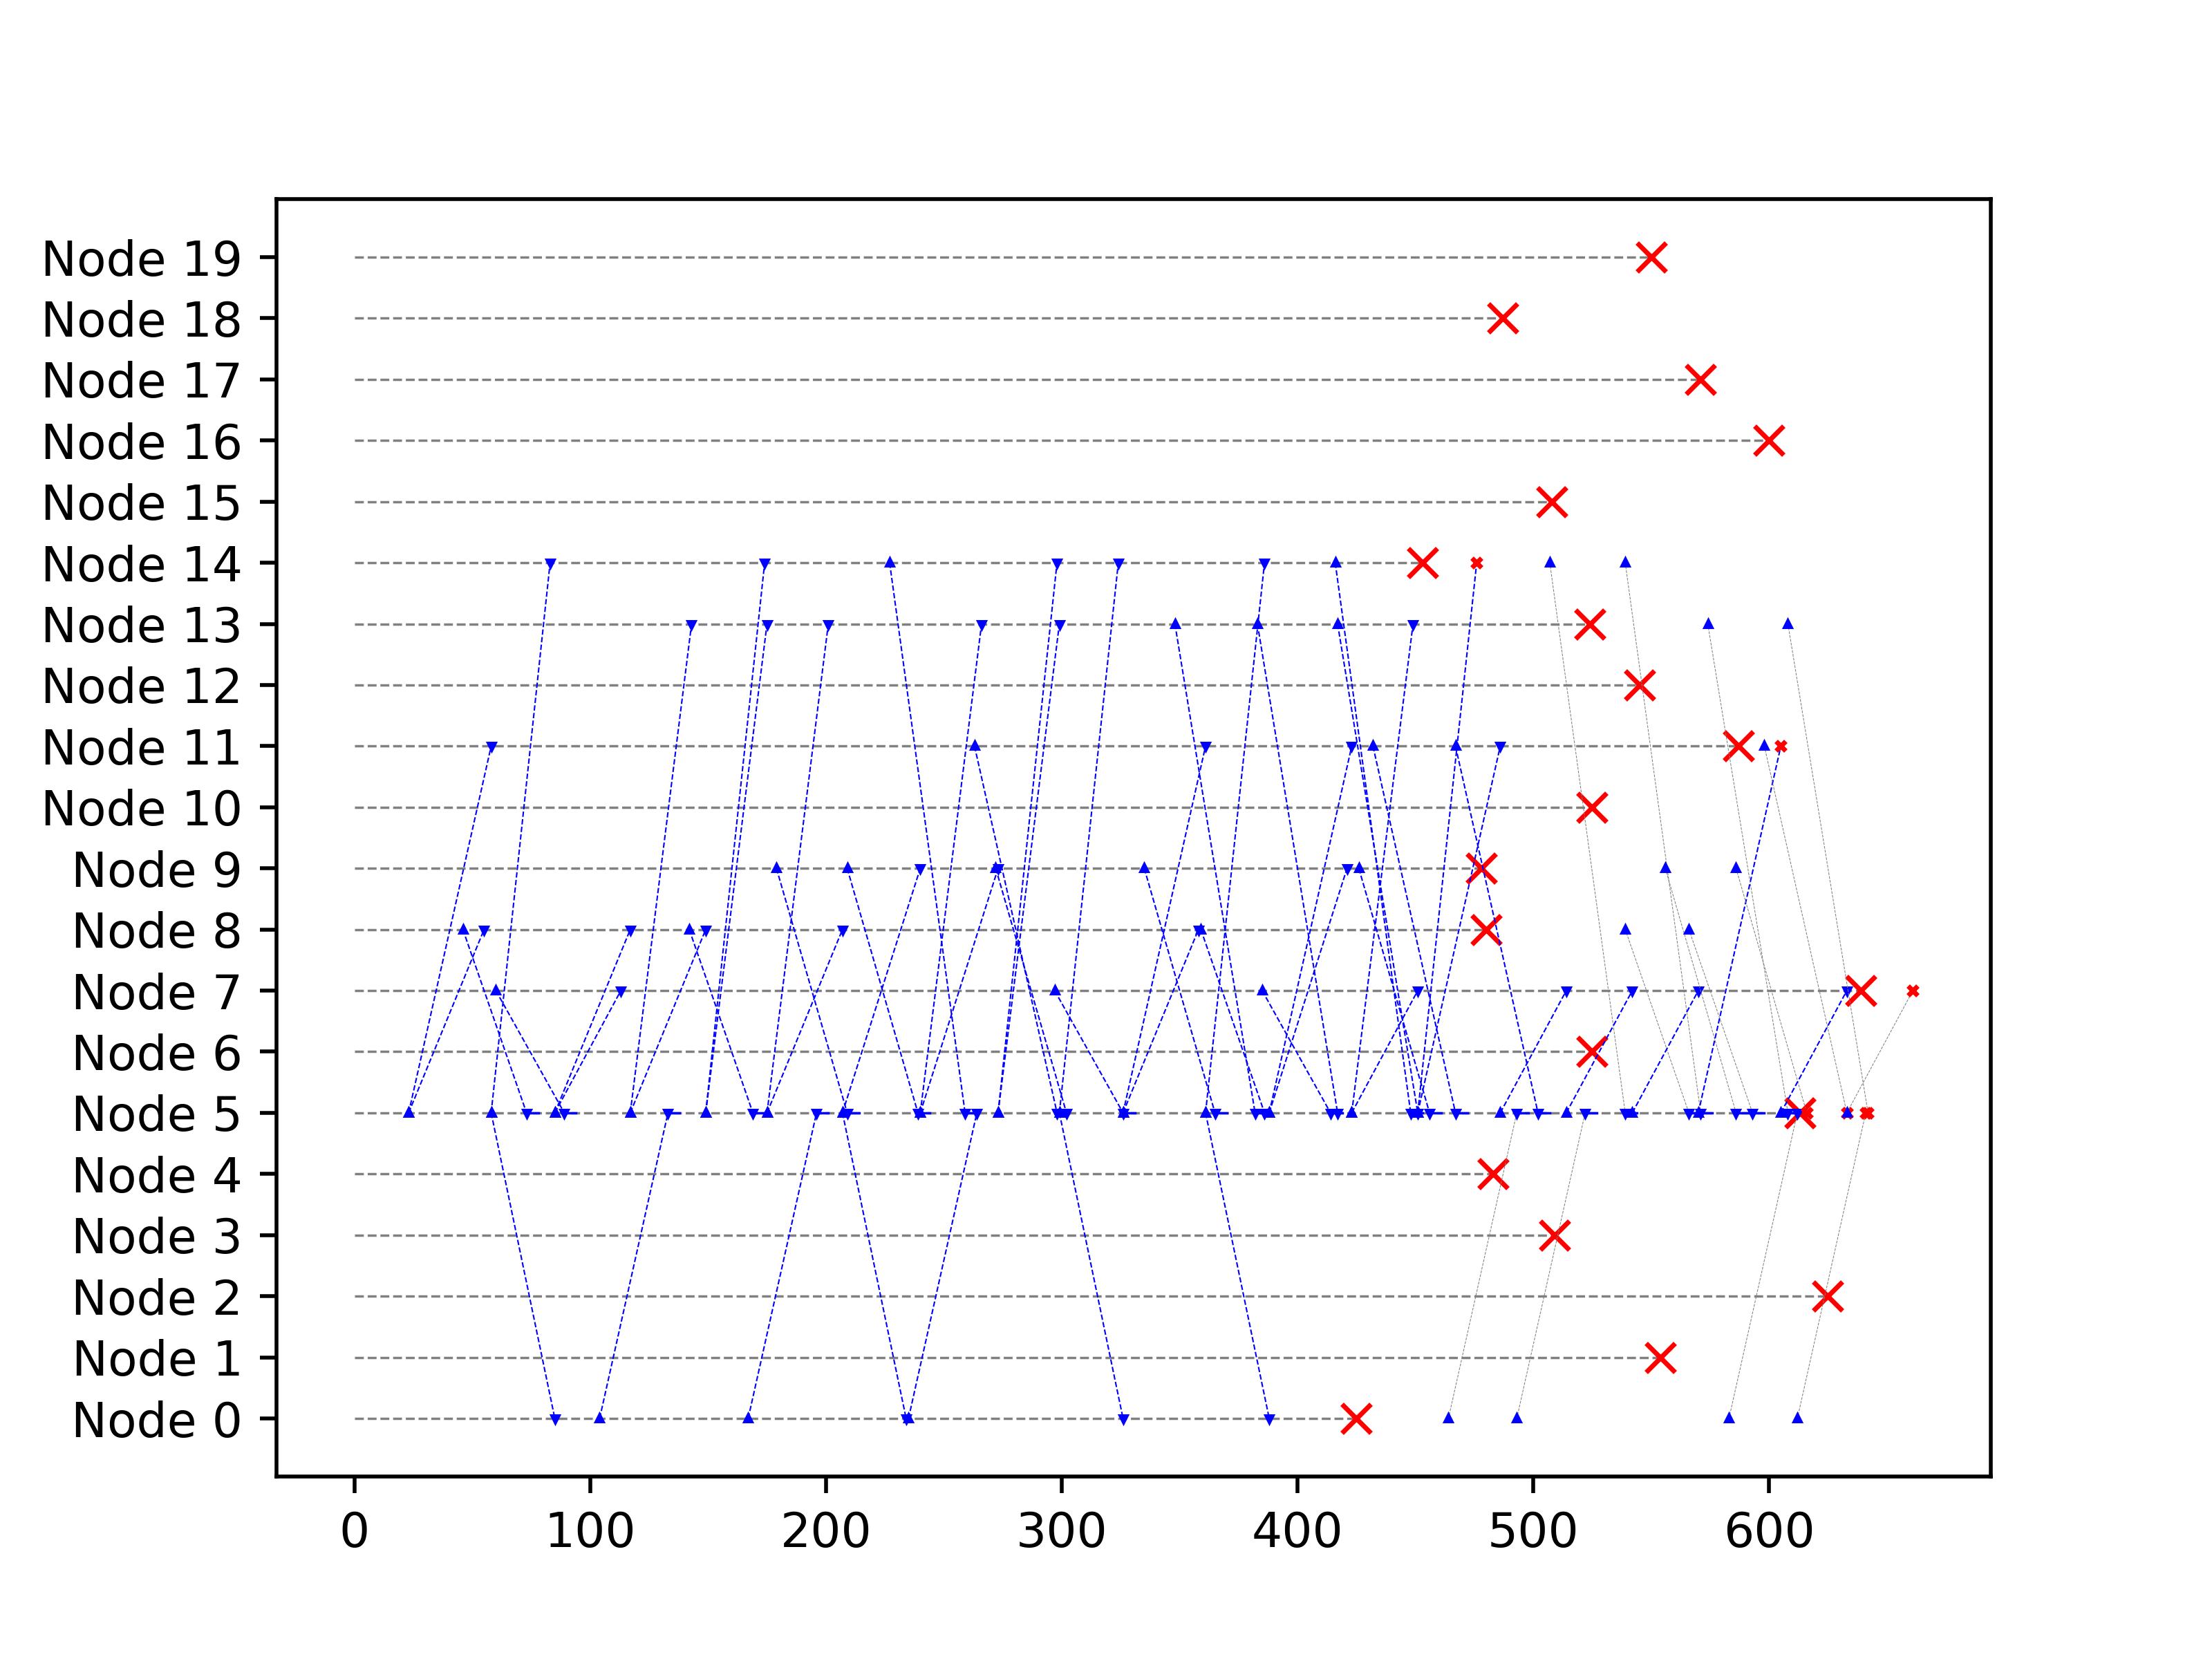 Node 19
Node 18
Node 17
Node 16
Node 15
Node 14
Node 13
Node 12
Node 11
Node 10
Node 9
Node 8
Node 7
Node 6
Node 5
Node 4
Node 3
Node 2
Node 1
Node 0
0 100 200 300 400 500 600